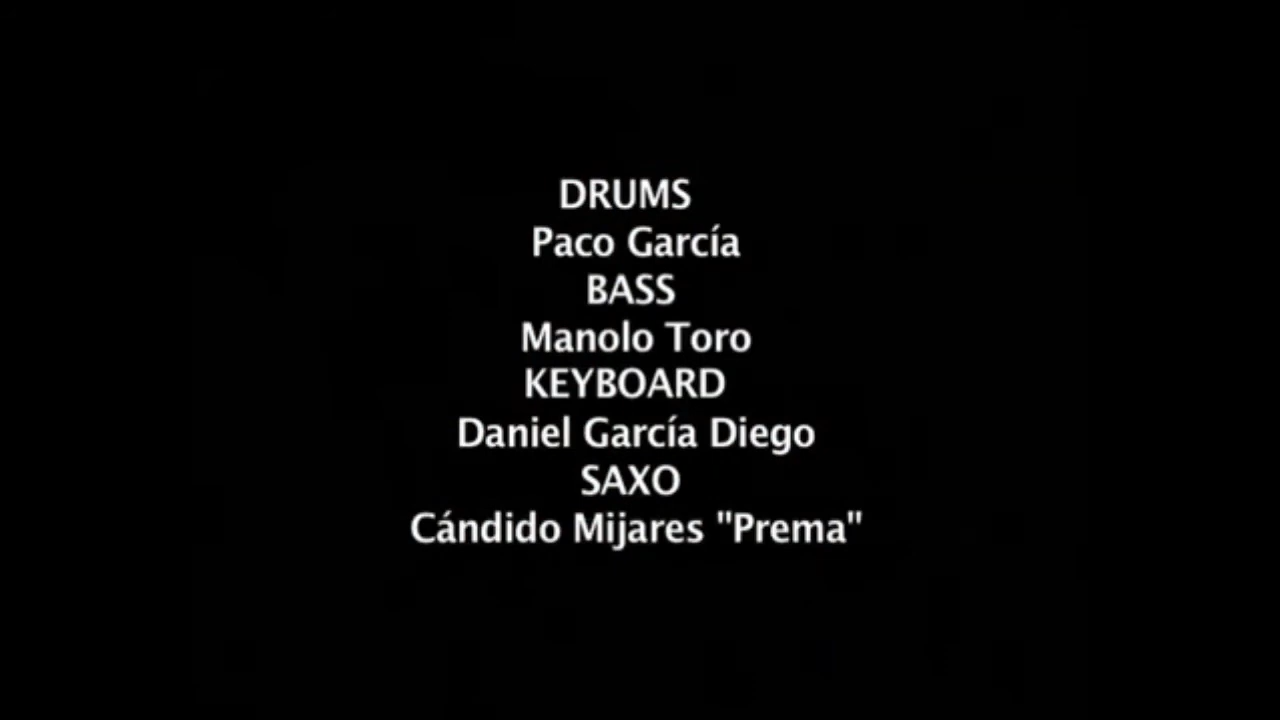 DRUMS
Paco García
BASS
Manolo Toro
KEYBOARD
Daniel García Diego
SAXO
Cándido Mijares "Prema"